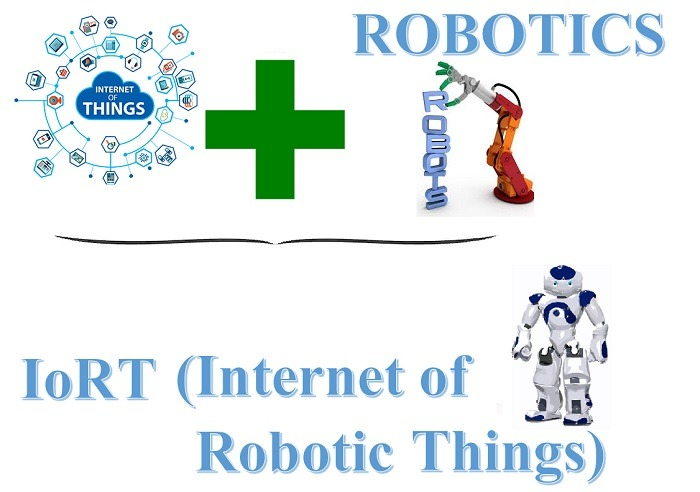 INTERNET
OF
THINGS
ROBOTICS
ROBOTS
IoRT (Internet of
Robotic Things)